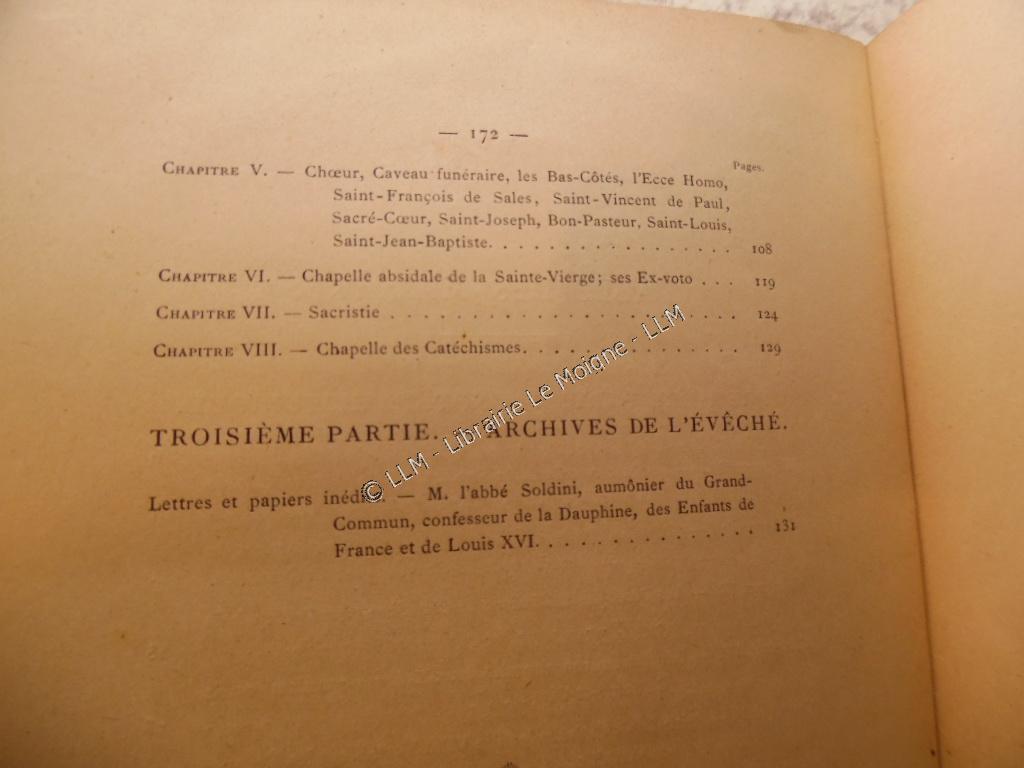 — 172 —
Pages.
CHAPITRE V. — Chœur, Caveau funéraire, les Bas-Côtés, l'Ecce Homo,
Saint-François de Sales, Saint-Vincent de Paul,
Sacré-Cœur, Saint-Joseph, Bon-Pasteur, Saint-Louis,
Saint-Jean-Baptiste. . . . . . . . . . . . . . . . 108
CHAPITRE VI. — Chapelle absidale de la Sainte-Vierge; ses Ex-voto . . . 119
CHAPITRE VII. — Sacristie . . . . . . . . . . . . . . . . . . . . . . 124
CHAPITRE VIII. — Chapelle des Catéchismes. . . . . . . . . . . . . . 129
TROISIÈME PARTIE. ARCHIVES DE L'ÉVÊCHÉ.
Lettres et papiers — M. l'abbé Soldini, aumônier du Grand-
Commun, confesseur de la Dauphine, des Enfants de
France et de Louis XVI. . . . . . . . . . . . . . 131
© LLM - Librairie Le Moigne - LLM